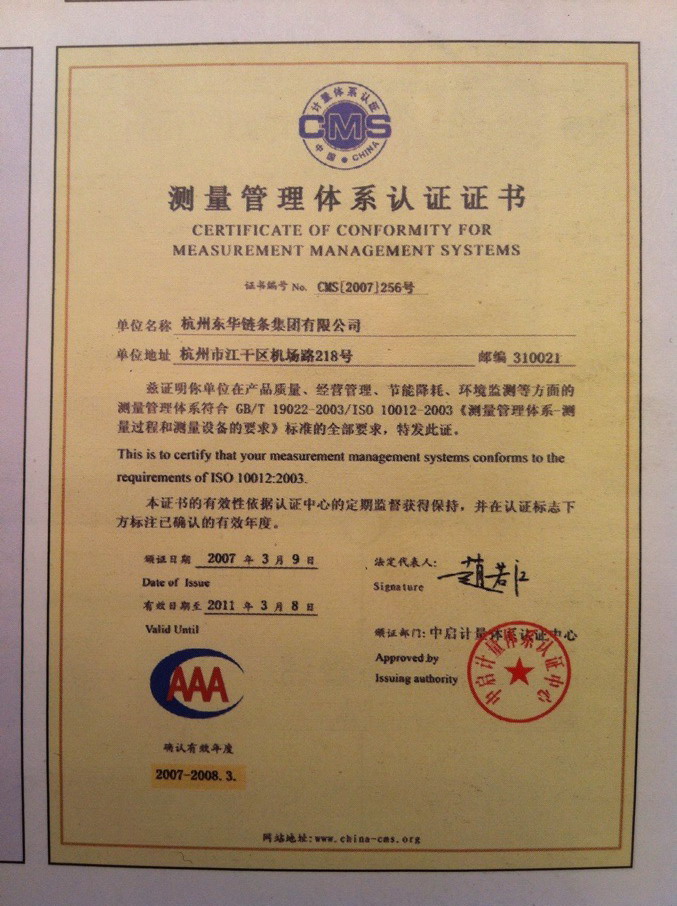 计量体系认证
CMS
中国 ● CHINA
测量管理体系认证证书
CERTIFICATE OF CONFORMITY FOR
MEASUREMENT MANAGEMENT SYSTEMS
证书编号 No. CMS[2007]256号
单位名称 杭州东华链条集团有限公司
单位地址 杭州市江干区机场路218号 邮编 310021
兹证明你单位在产品质量、经营管理、节能降耗、环境监测等方面的
测量管理体系符合 GB/T 19022-2003/ISO 10012-2003《测量管理体系-测
量过程和测量设备的要求》标准的全部要求，特发此证。
This is to certify that your measurement management systems conforms to the
requirements of ISO 10012:2003.
本证书的有效性依据认证中心的定期监督获得保持，并在认证标志下
方标注已确认的有效年度。
颁证日期 2007 年 3 月 9 日
Date of Issue
有效日期至 2011 年 3 月 8 日
Valid Until
法定代表人:
Signature
颁证部门: 中启计量体系认证中心
Approved by
Issuing authority
中启计量体系认证中心
AAA
确认有效年度
2007-2008.3.
网站地址:www.china-cms.org